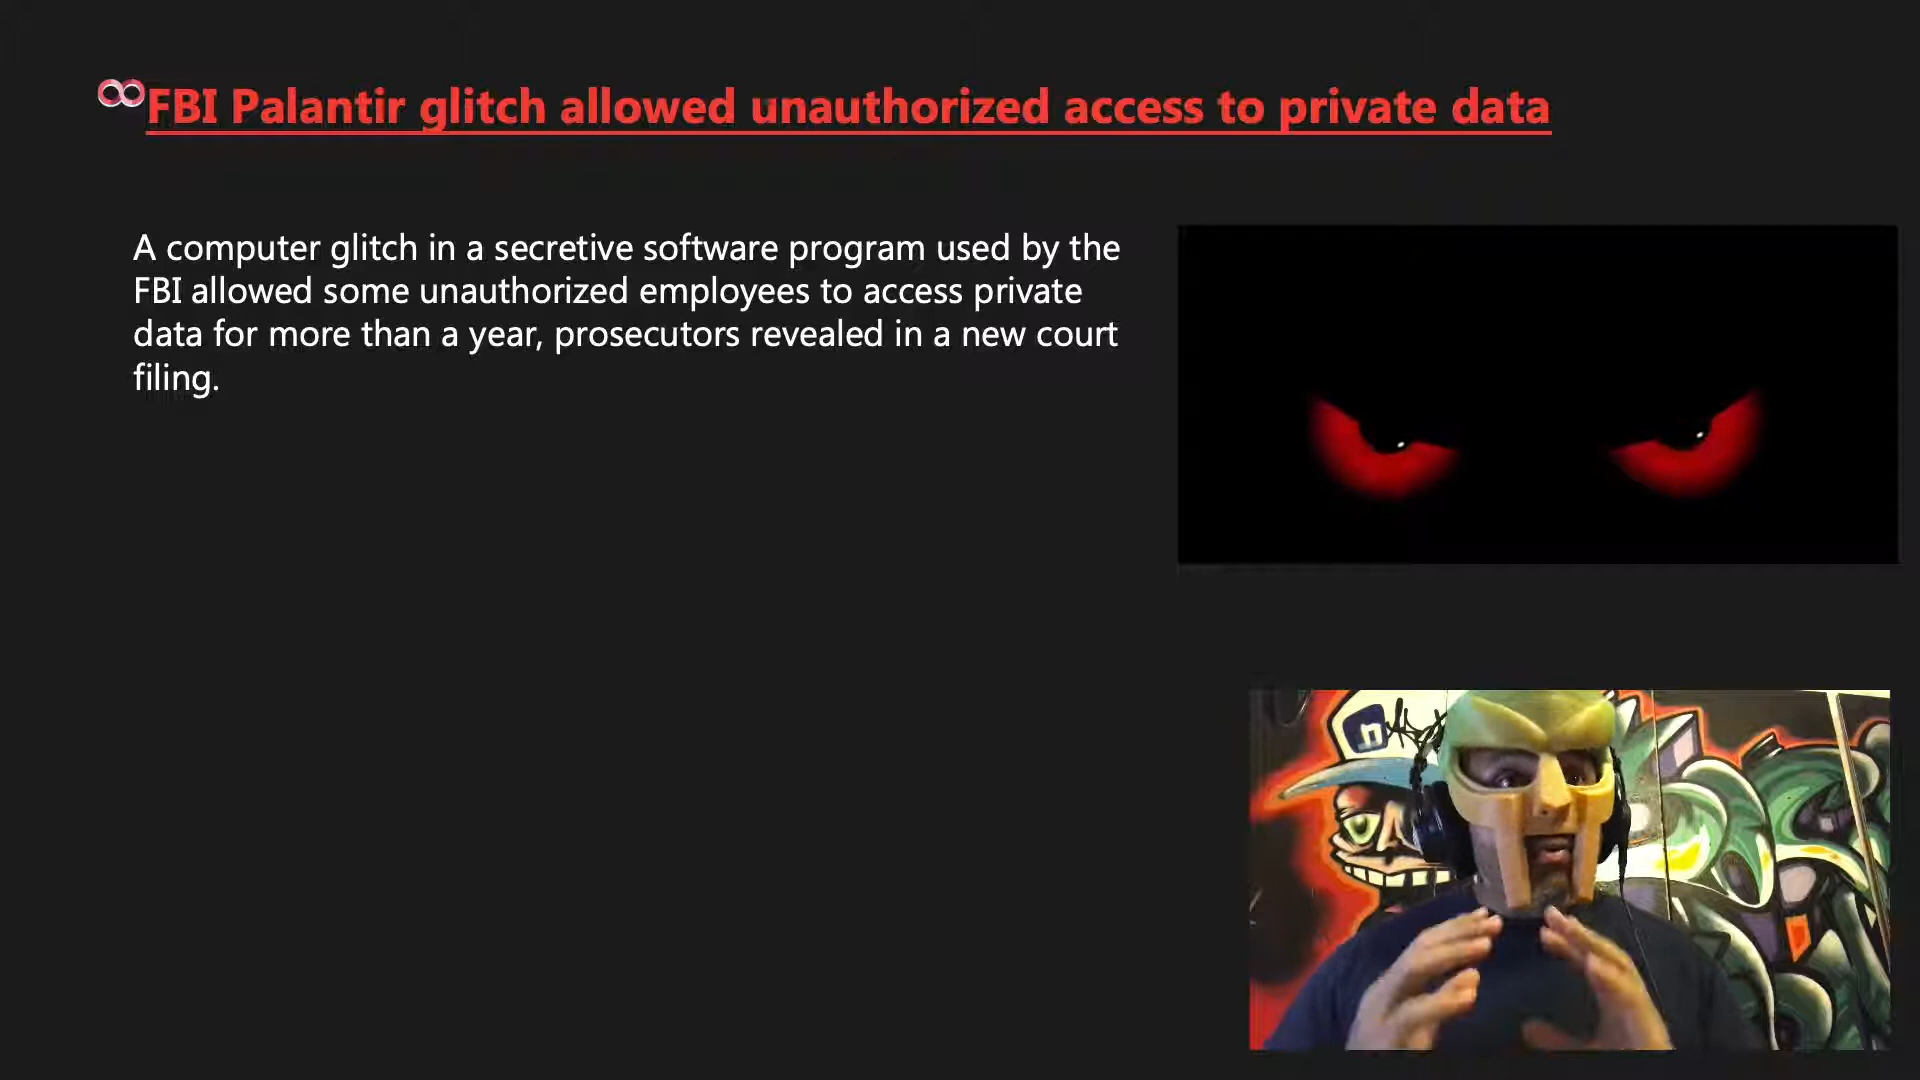 FBI Palantir glitch allowed unauthorized access to private data
A computer glitch in a secretive software program used by the
FBI allowed some unauthorized employees to access private
data for more than a year, prosecutors revealed in a new court
filing.